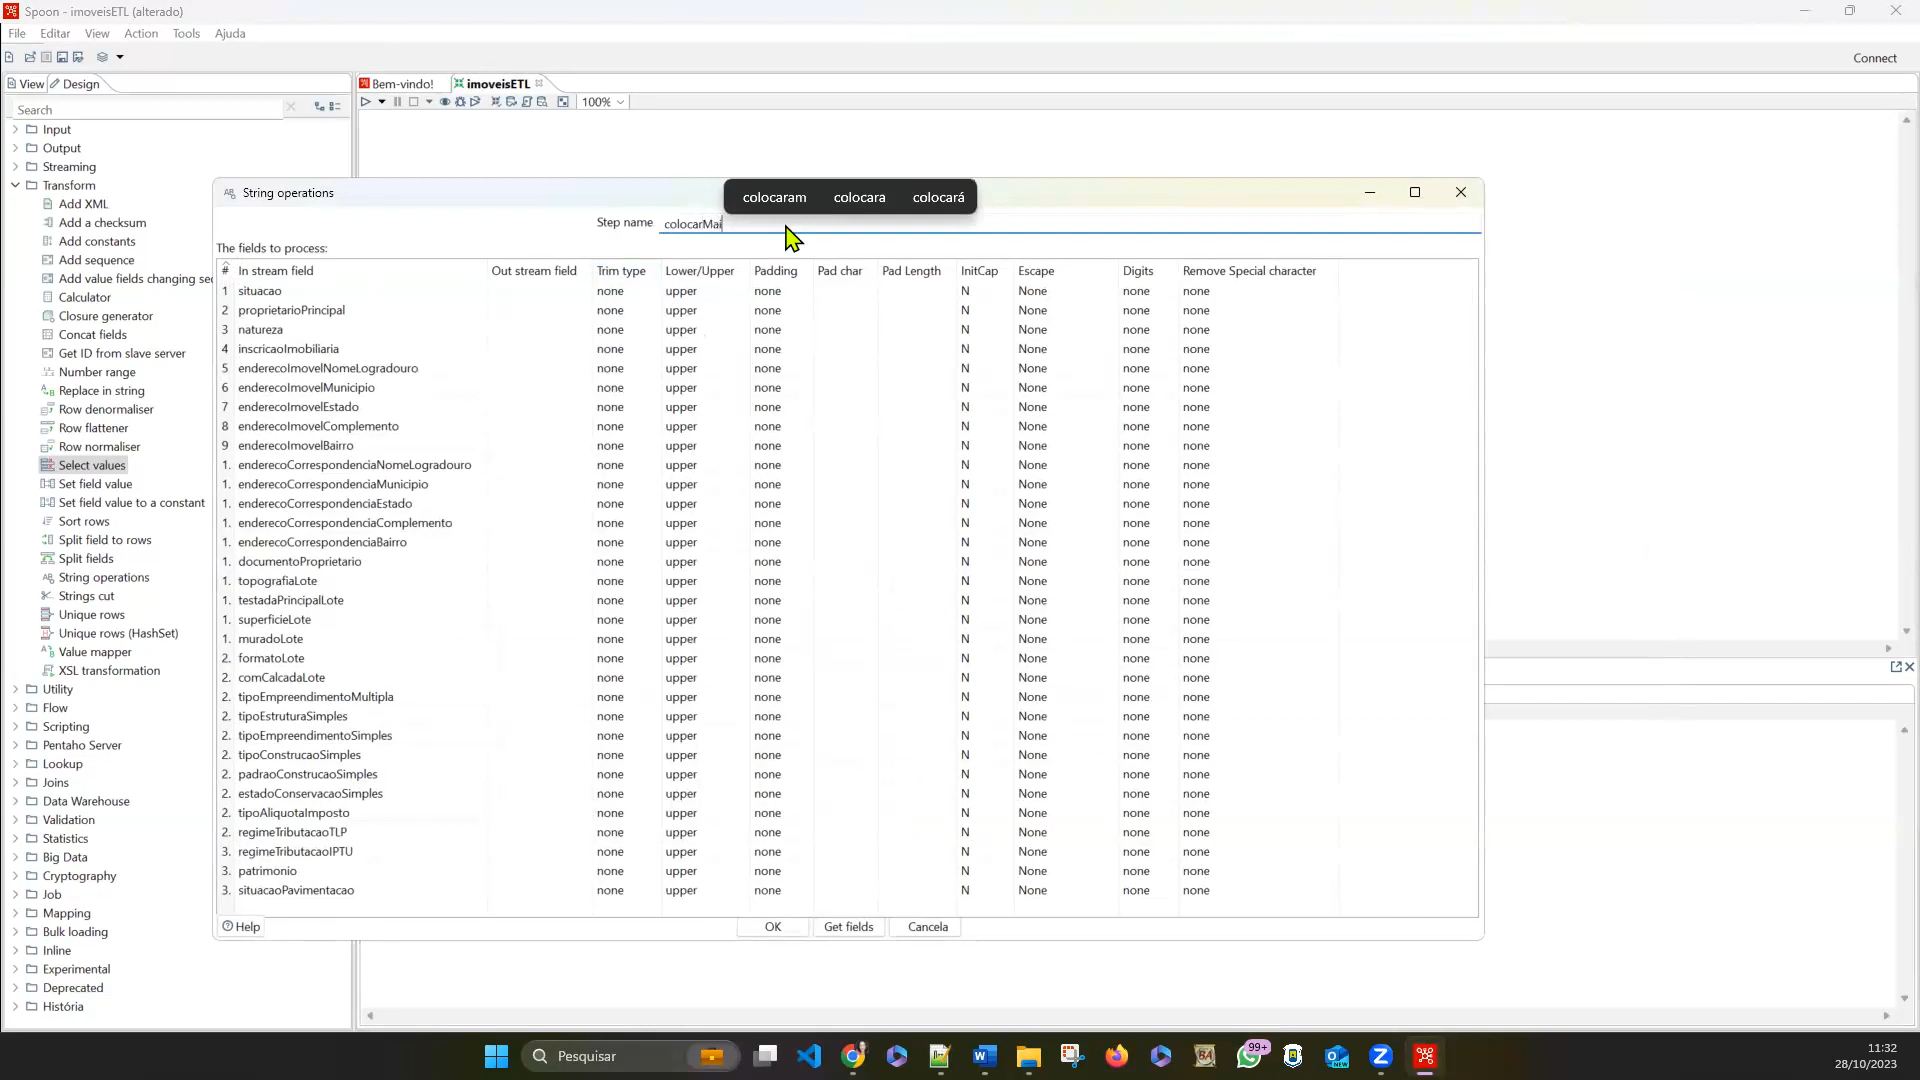 Spoon - imoveisETL (alterado)
File Editar View Action Tools Ajuda
Connect
View Design
Bem-vindo! imoveisETL
100%
Search
Input
Output
Streaming
Transform
Add XML
Add a checksum
Add constants
Add sequence
Add value fields changing se
Calculator
Closure generator
Concat fields
Get ID from slave server
Number range
Replace in string
Row denormaliser
Row flattener
Row normaliser
Select values
Set field value
Set field value to a constant
Sort rows
Split field to rows
Split fields
String operations
Strings cut
Unique rows
Unique rows (HashSet)
Value mapper
XSL transformation
Utility
Flow
Scripting
Pentaho Server
Lookup
Joins
Data Warehouse
Validation
Statistics
Big Data
Cryptography
Job
Mapping
Bulk loading
Inline
Experimental
Deprecated
História
String operations
colocaram colocara colocará
Step name colocarMai
The fields to process:
# In stream field Out stream field Trim type Lower/Upper Padding Pad char Pad Length InitCap Escape Digits Remove Special character
1 situacao none upper none N None none none
2 proprietarioPrincipal none upper none N None none none
3 natureza none upper none N None none none
4 inscricaoImobiliaria none upper none N None none none
5 enderecoImovelNomeLogradouro none upper none N None none none
6 enderecoImovelMunicipio none upper none N None none none
7 enderecoImovelEstado none upper none N None none none
8 enderecoImovelComplemento none upper none N None none none
9 enderecoImovelBairro none upper none N None none none
1. enderecoCorrespondenciaNomeLogradouro none upper none N None none none
1. enderecoCorrespondenciaMunicipio none upper none N None none none
1. enderecoCorrespondenciaEstado none upper none N None none none
1. enderecoCorrespondenciaComplemento none upper none N None none none
1. enderecoCorrespondenciaBairro none upper none N None none none
1. documentoProprietario none upper none N None none none
1. topografiaLote none upper none N None none none
1. testadaPrincipalLote none upper none N None none none
1. superficieLote none upper none N None none none
1. muradoLote none upper none N None none none
2. formatoLote none upper none N None none none
2. comCalcadaLote none upper none N None none none
2. tipoEmpreendimentoMultipla none upper none N None none none
2. tipoEstruturaSimples none upper none N None none none
2. tipoEmpreendimentoSimples none upper none N None none none
2. tipoConstrucaoSimples none upper none N None none none
2. padraoConstrucaoSimples none upper none N None none none
2. estadoConservacaoSimples none upper none N None none none
2. tipoAliquotaImposto none upper none N None none none
2. regimeTributacaoTLP none upper none N None none none
3. regimeTributacaoIPTU none upper none N None none none
3. patrimonio none upper none N None none none
3. situacaoPavimentacao none upper none N None none none
Help OK Get fields Cancela
Pesquisar
99+
11:32
28/10/2023